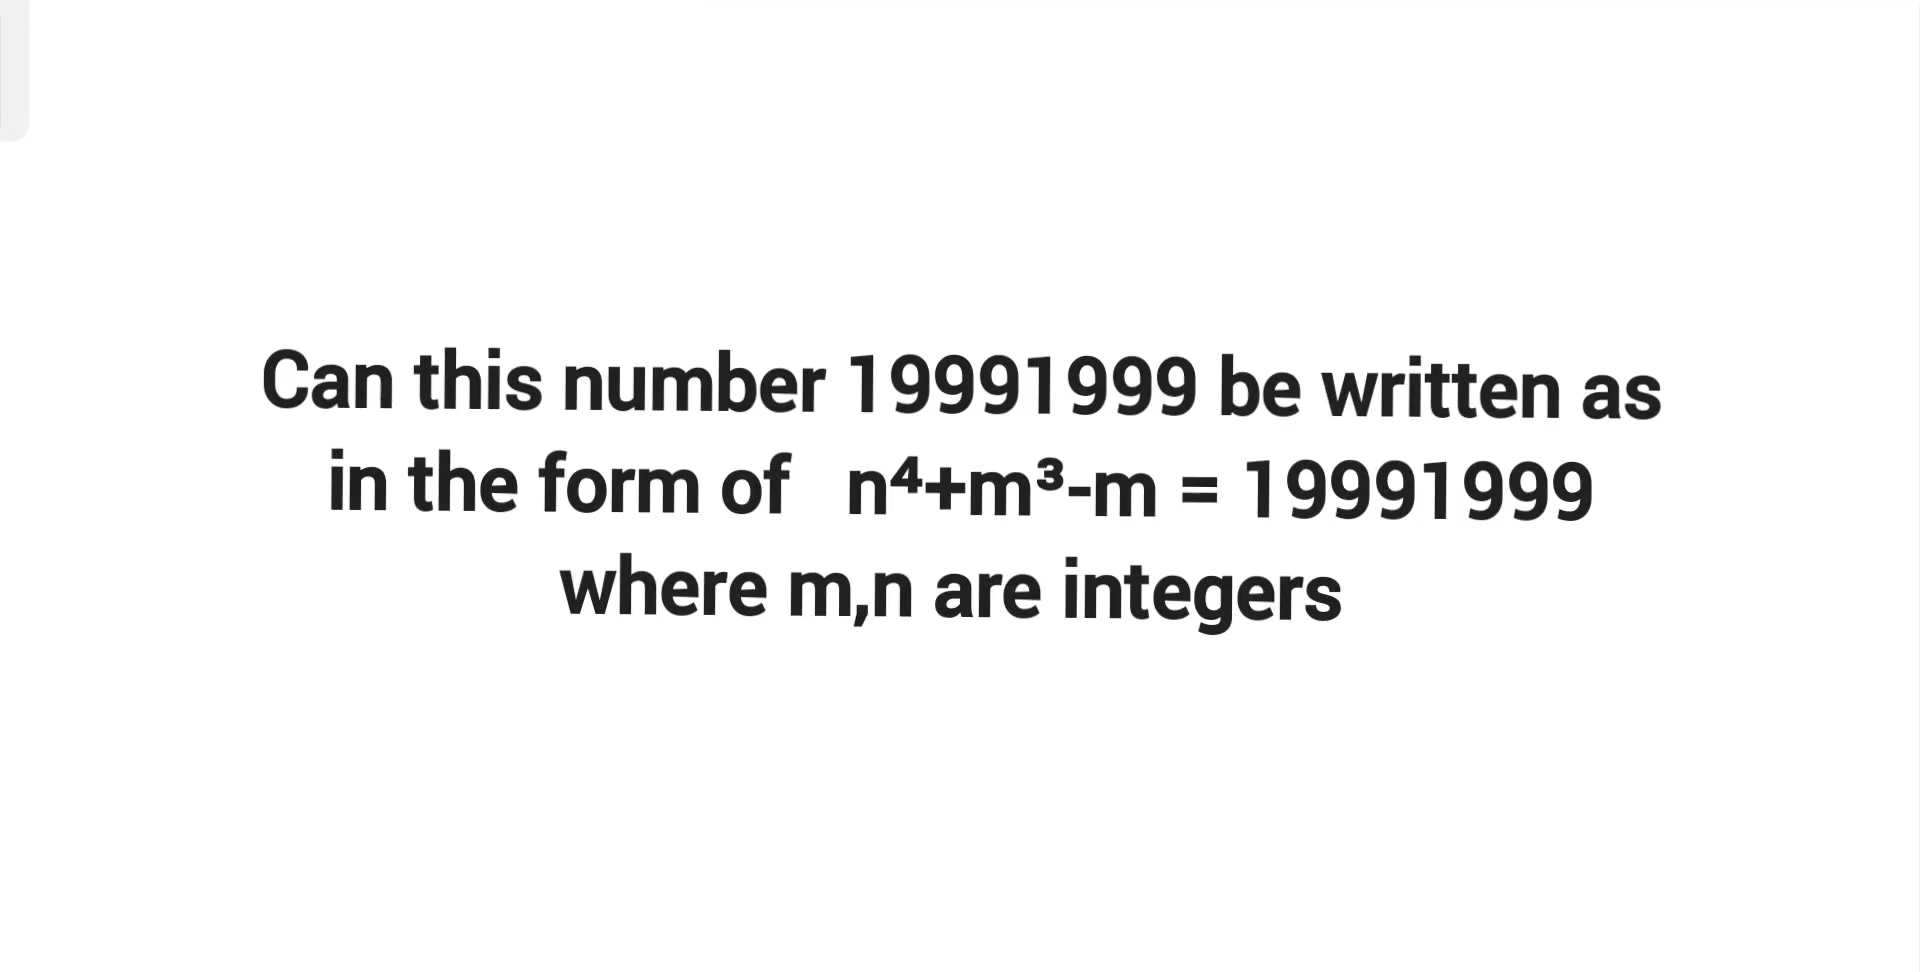 Can this number 19991999 be written as
in the form of n⁴+m³-m = 19991999
where m,n are integers